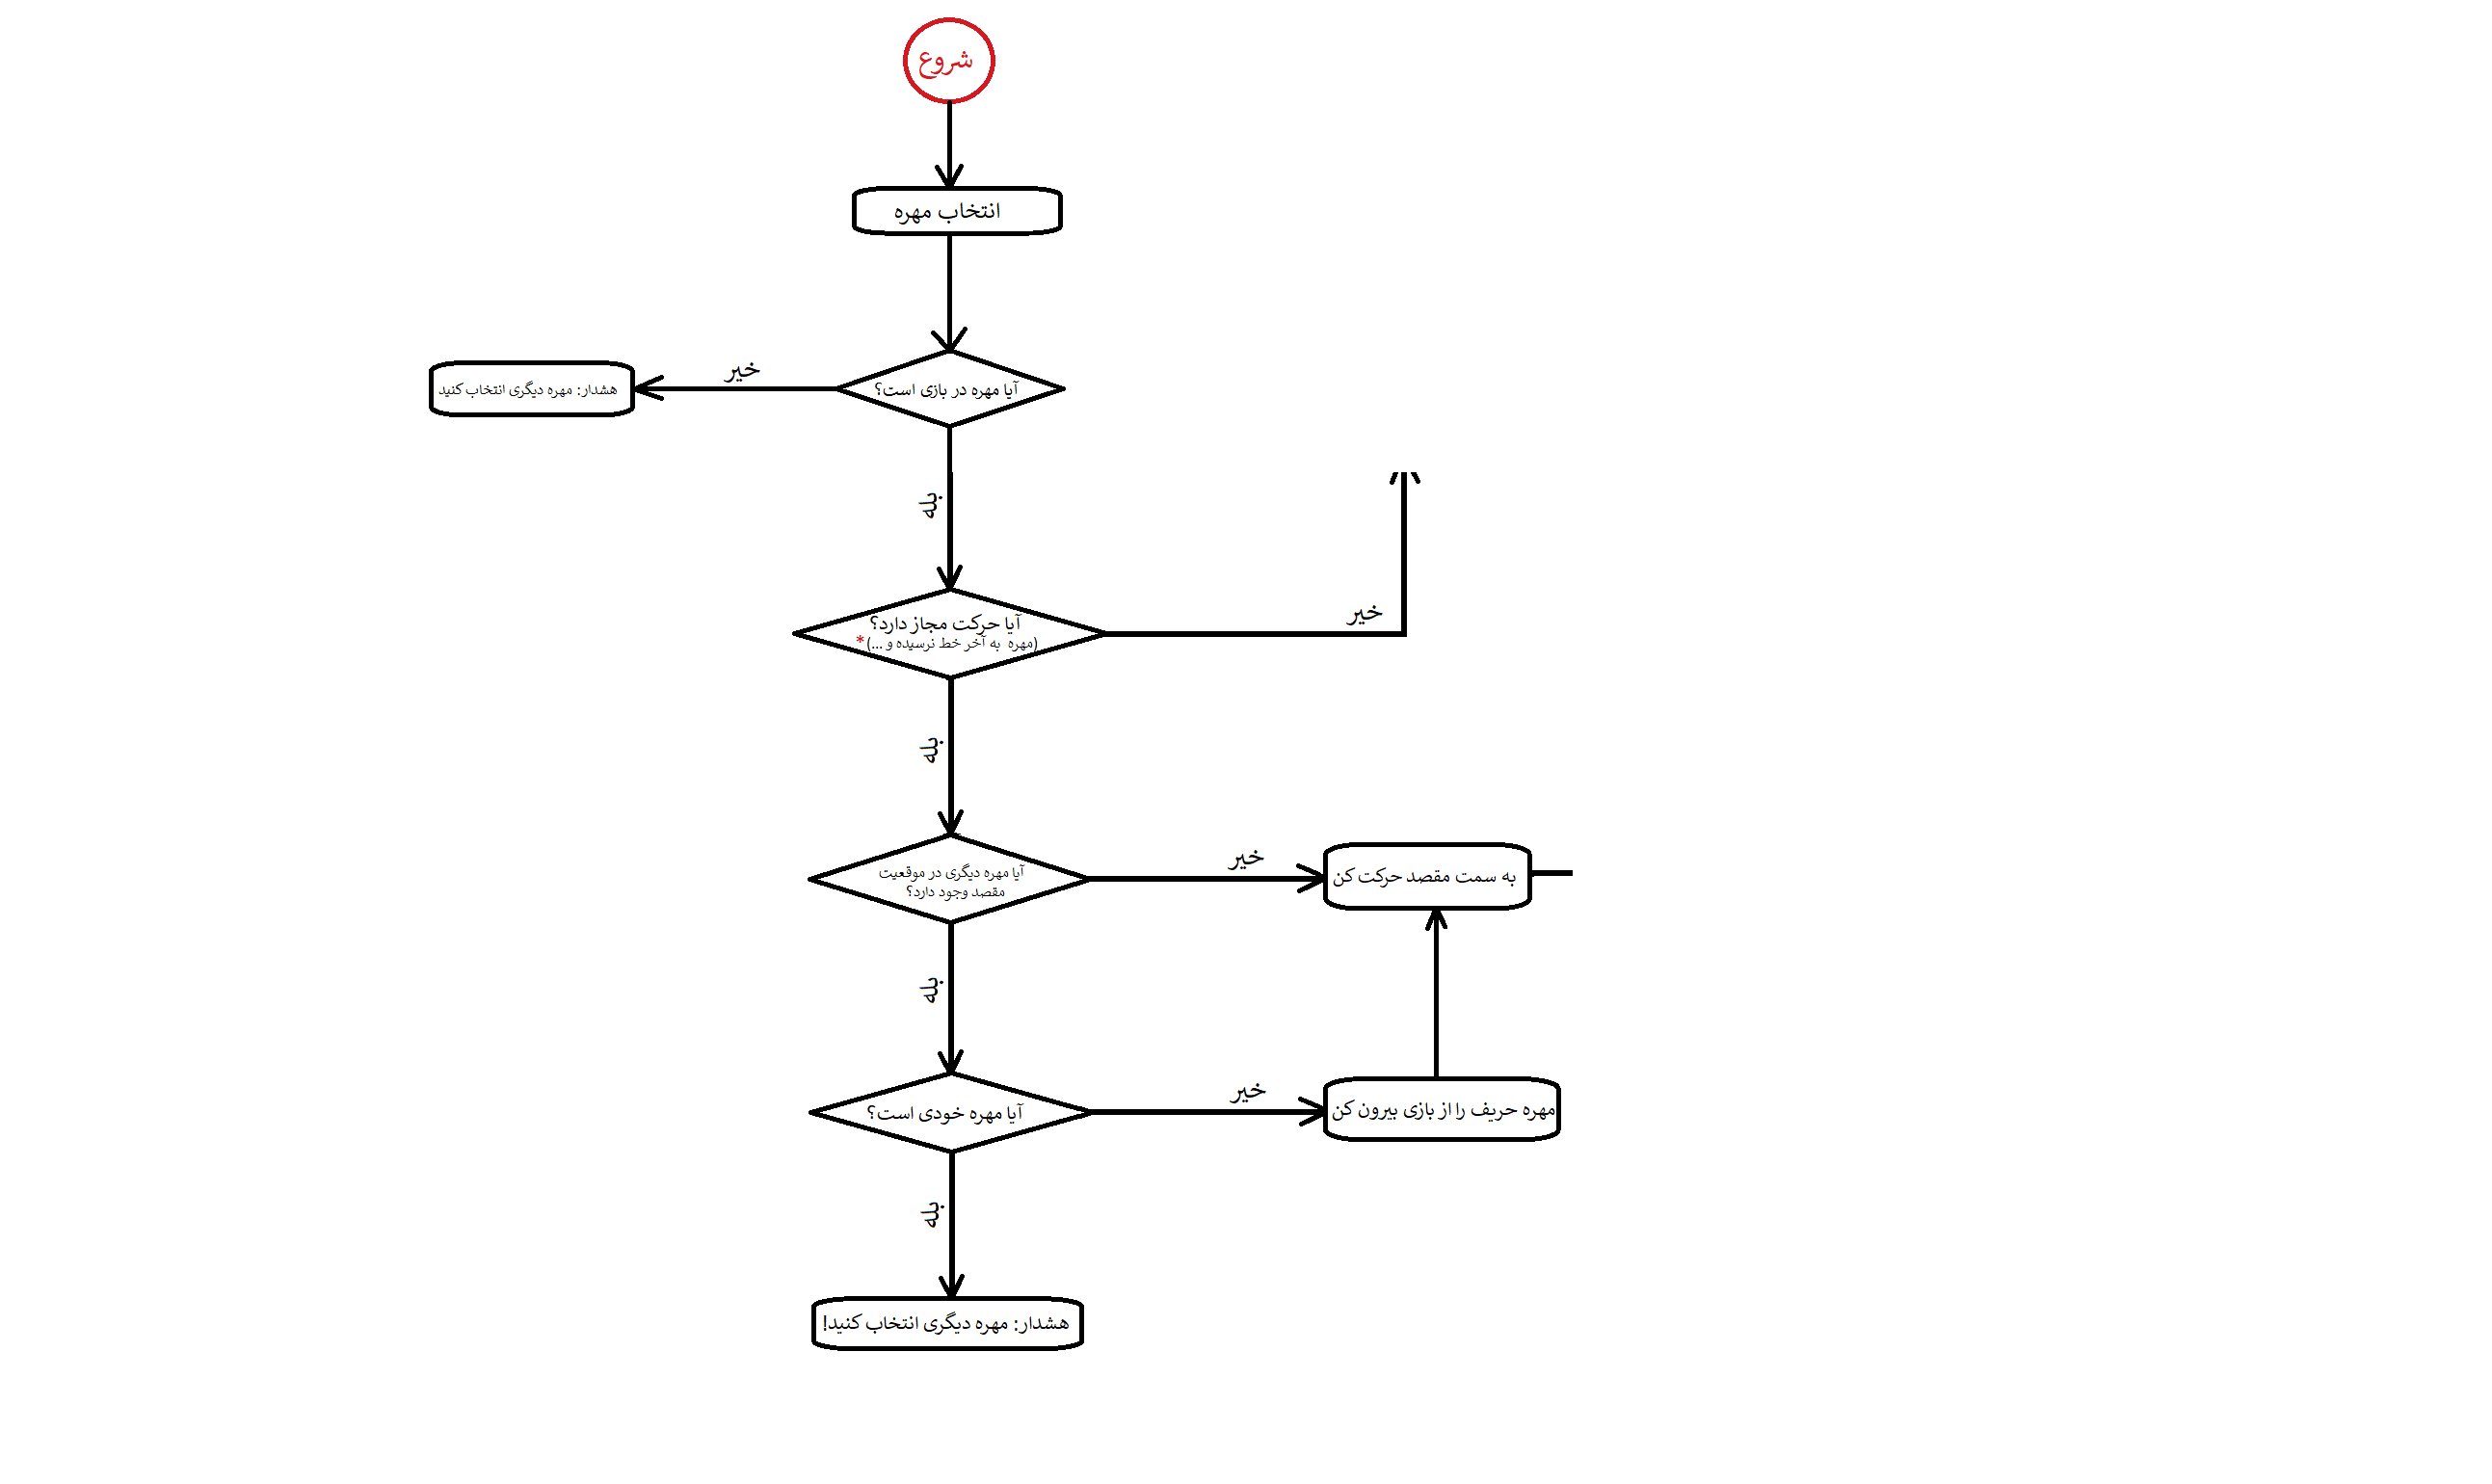 شروع
انتخاب مهره
آیا مهره در بازی است؟
خیر
هشدار: مهره دیگری انتخاب کنید
بله
آیا حرکت مجاز دارد؟
(مهره به آخر خط نرسیده و ...)*
خیر
بله
آیا مهره دیگری در موقعیت
مقصد وجود دارد؟
خیر
به سمت مقصد حرکت کن
بله
آیا مهره خودی است؟
خیر
مهره حریف را از بازی بیرون کن
بله
هشدار: مهره دیگری انتخاب کنید!